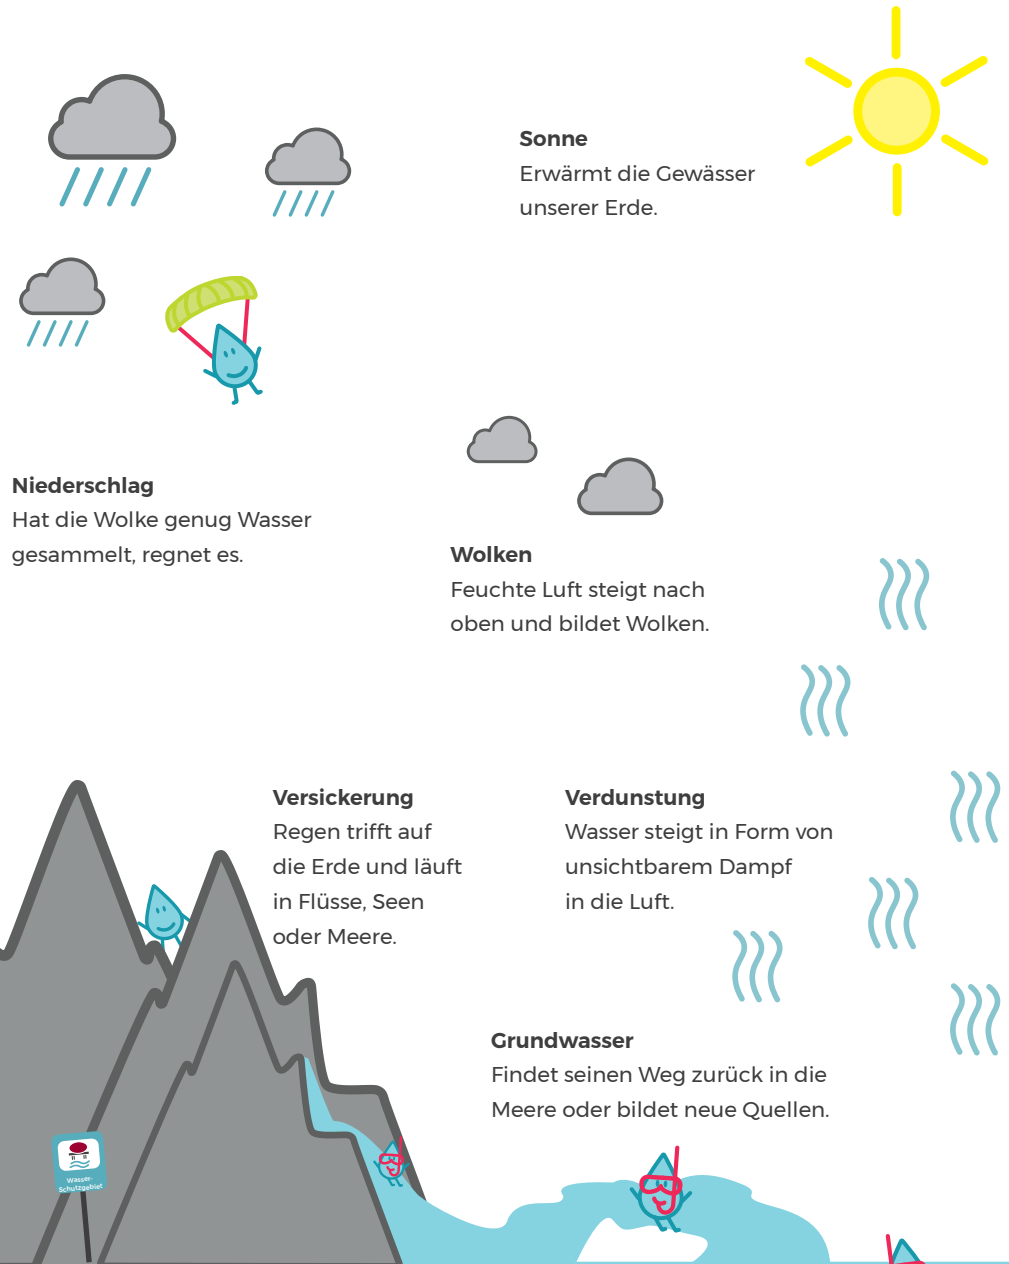 Sonne
Erwärmt die Gewässer
unserer Erde.
Niederschlag
Hat die Wolke genug Wasser
gesammelt, regnet es.
Wolken
Feuchte Luft steigt nach
oben und bildet Wolken.
Versickerung
Regen trifft auf
die Erde und läuft
in Flüsse, Seen
oder Meere.
Verdunstung
Wasser steigt in Form von
unsichtbarem Dampf
in die Luft.
Grundwasser
Findet seinen Weg zurück in die
Meere oder bildet neue Quellen.
Wasser-
Schutzgebiet